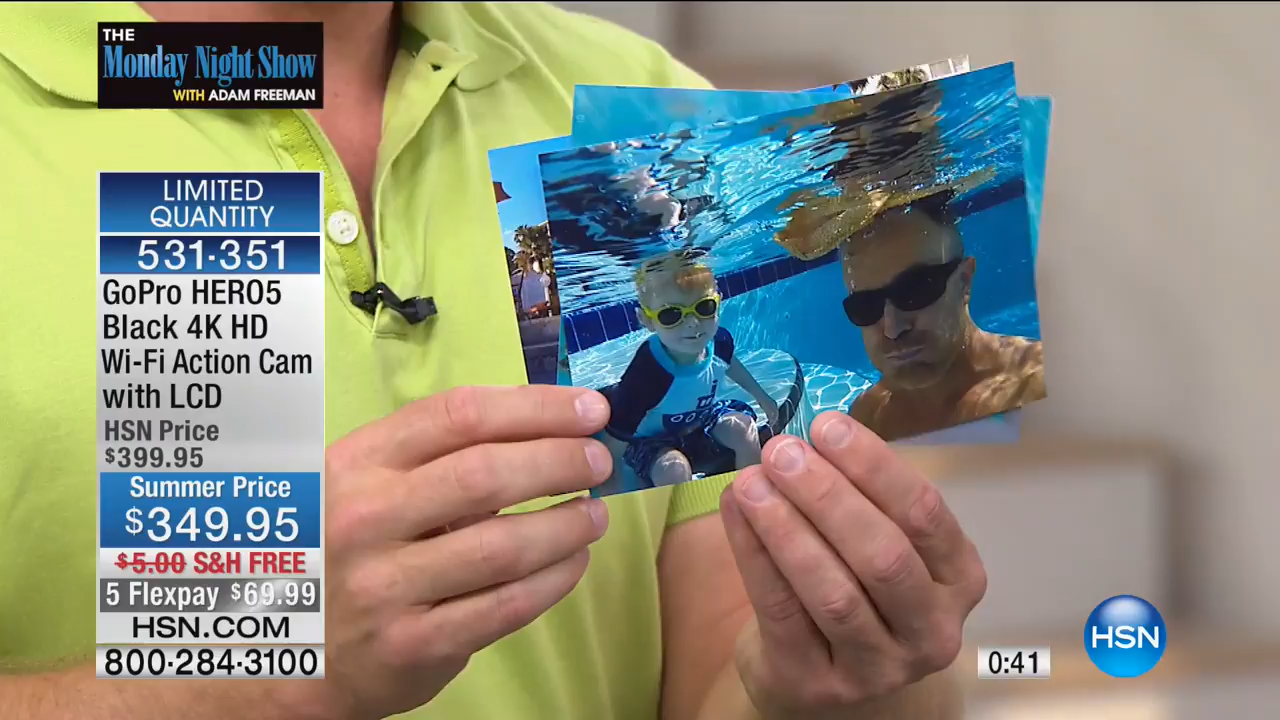 THE
Monday Night Show
WITH ADAM FREEMAN
LIMITED
QUANTITY
531-351
GoPro HERO5
Black 4K HD
Wi-Fi Action Cam
with LCD
HSN Price
$399.95
Summer Price
$349.95
$5.00 S&H FREE
5 Flexpay $69.99
HSN.COM
800-284-3100
0:41
HSN